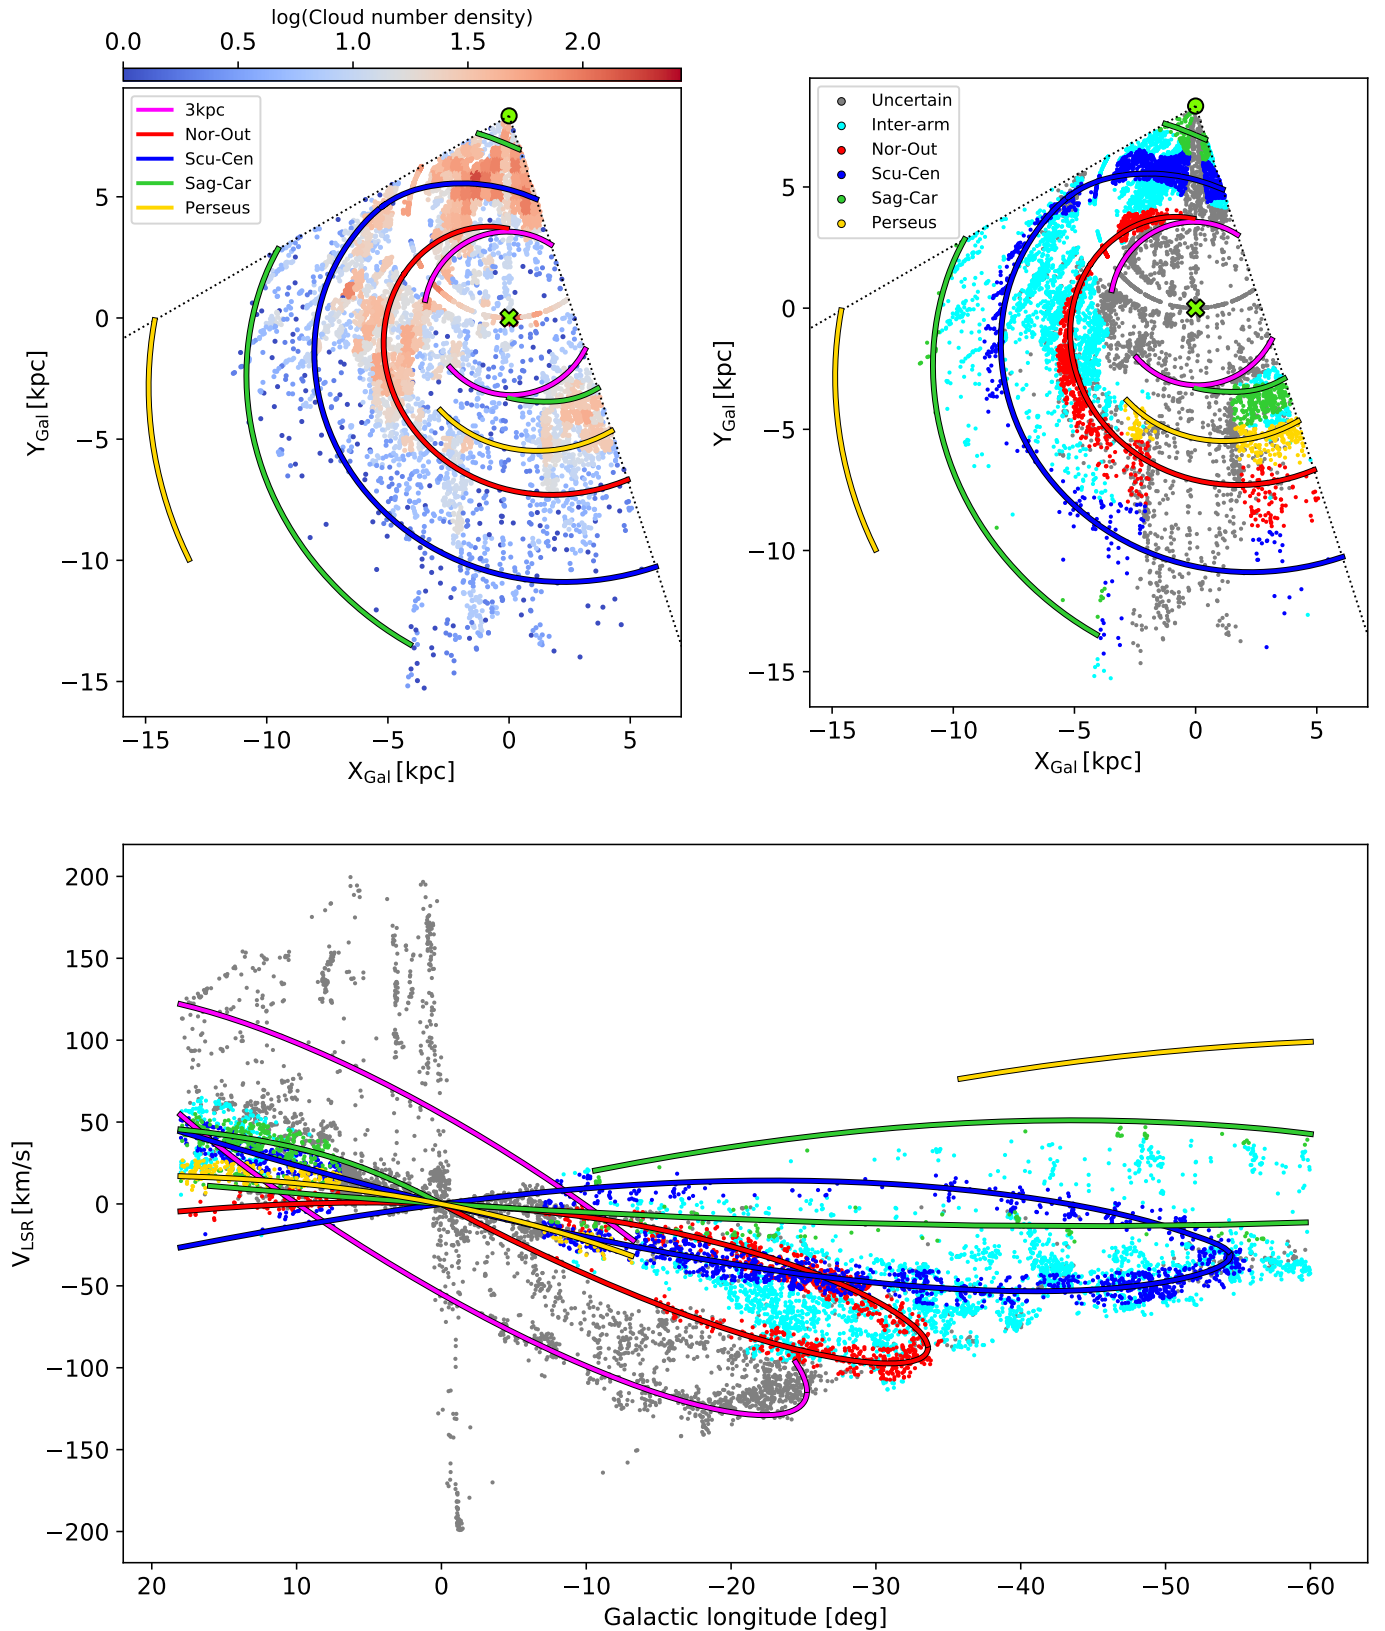 log(Cloud number density)
0.0 0.5 1.0 1.5 2.0
3kpc
Nor-Out
Scu-Cen
Sag-Car
Perseus
5
0
−5
−10
−15
Y_Gal [kpc]
−15 −10 −5 0 5
X_Gal [kpc]
Uncertain
Inter-arm
Nor-Out
Scu-Cen
Sag-Car
Perseus
5
0
−5
−10
−15
Y_Gal [kpc]
−15 −10 −5 0 5
X_Gal [kpc]
200
150
100
50
0
−50
−100
−150
−200
V_LSR [km/s]
20 10 0 −10 −20 −30 −40 −50 −60
Galactic longitude [deg]